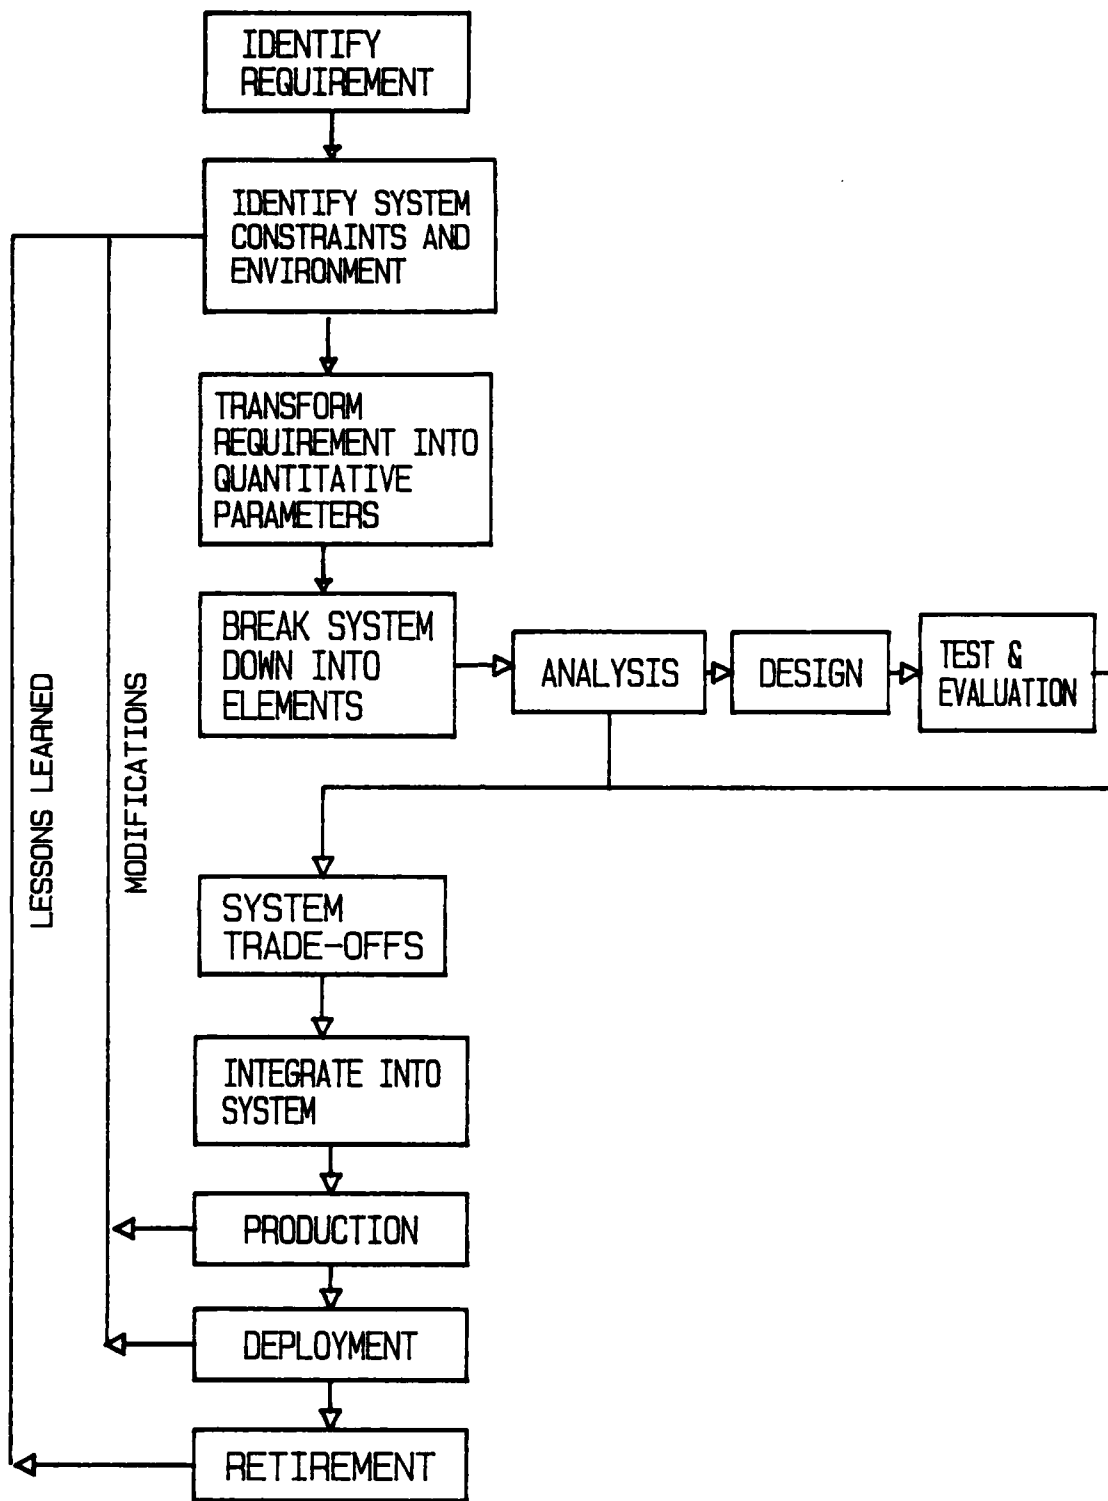 IDENTIFY
REQUIREMENT
IDENTIFY SYSTEM
CONSTRAINTS AND
ENVIRONMENT
TRANSFORM
REQUIREMENT INTO
QUANTITATIVE
PARAMETERS
BREAK SYSTEM
DOWN INTO
ELEMENTS
ANALYSIS
DESIGN
TEST &
EVALUATION
LESSONS LEARNED
MODIFICATIONS
SYSTEM
TRADE-OFFS
INTEGRATE INTO
SYSTEM
PRODUCTION
DEPLOYMENT
RETIREMENT